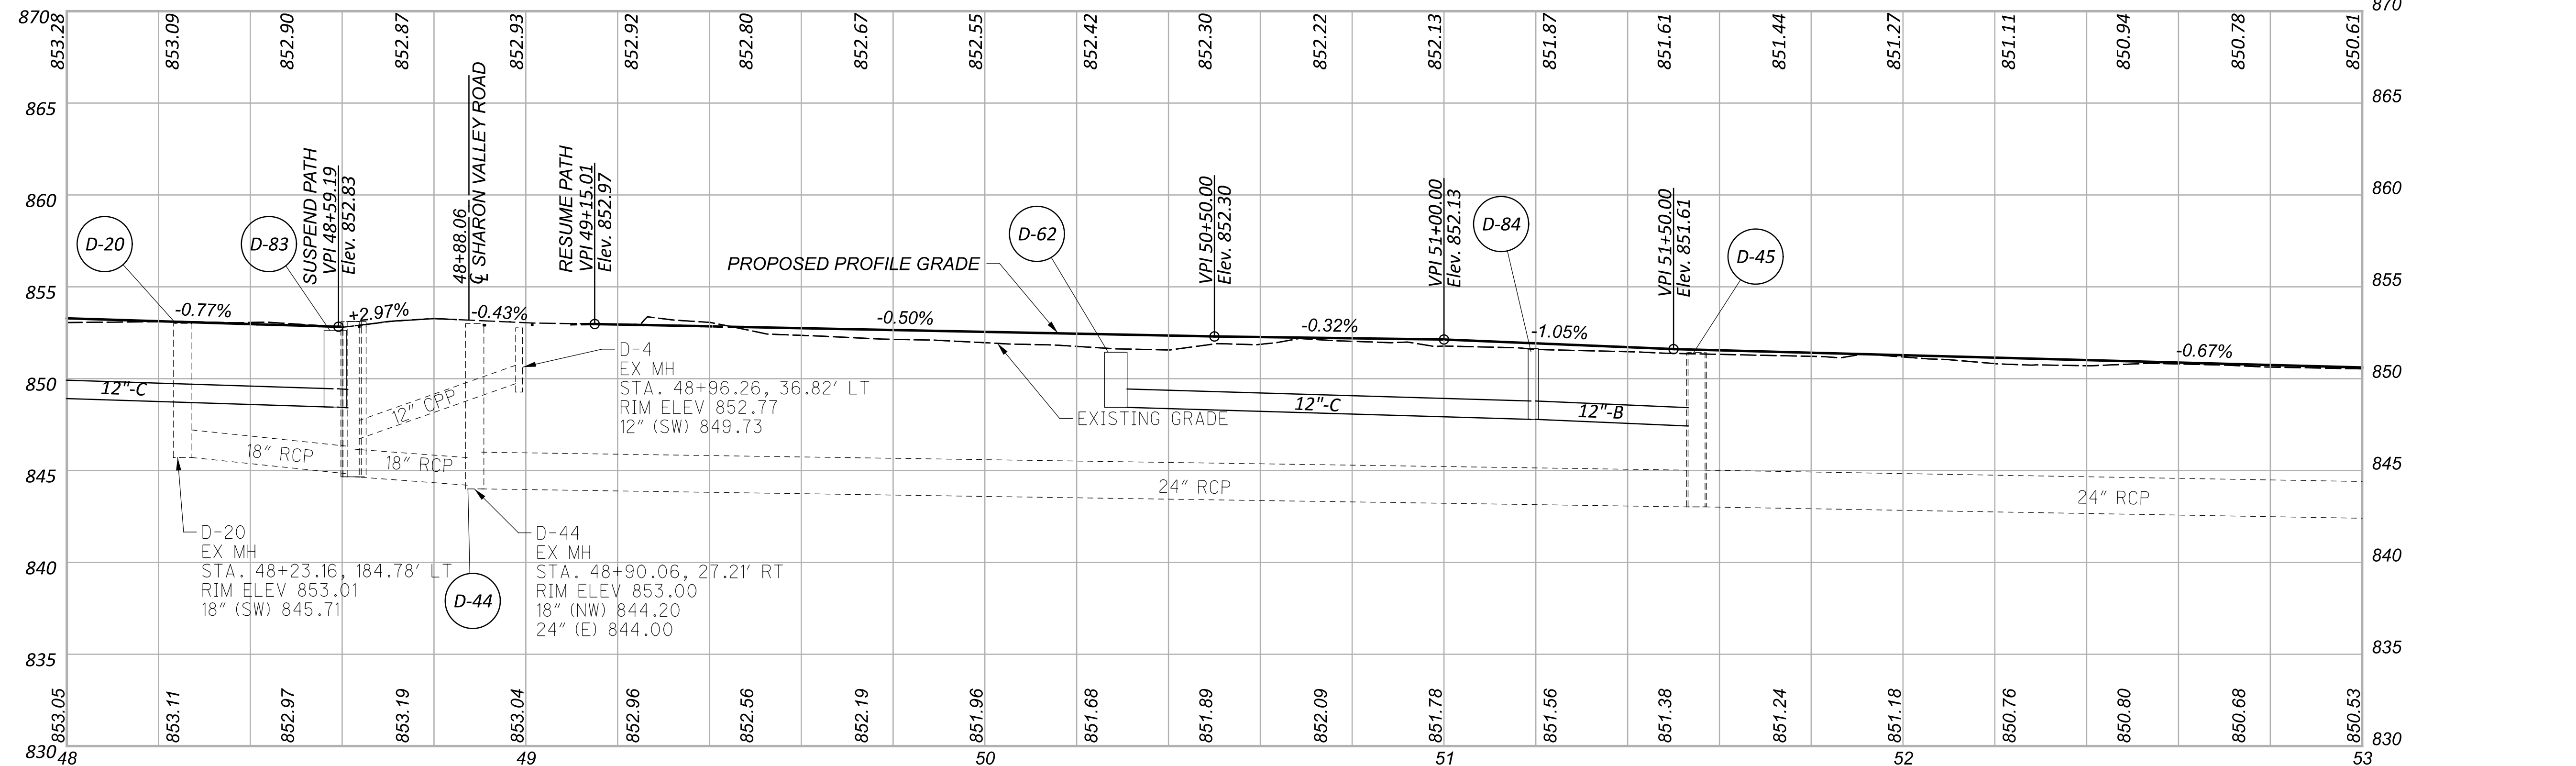 870
853.28
853.09
852.90
852.87
852.93
852.92
852.80
852.67
852.55
852.42
852.30
852.22
852.13
851.87
851.61
851.44
851.27
851.11
850.94
850.78
850.61
870
865
865
860
860
855
855
850
850
845
845
840
840
835
835
830
830
D-20
D-83
SUSPEND PATH
VPI 48+59.19
Elev. 852.83
48+88.06
℄ SHARON VALLEY ROAD
RESUME PATH
VPI 49+15.01
Elev. 852.97
PROPOSED PROFILE GRADE
D-62
VPI 50+50.00
Elev. 852.30
VPI 51+00.00
Elev. 852.13
D-84
VPI 51+50.00
Elev. 851.61
D-45
-0.77%
+2.97%
-0.43%
-0.50%
-0.32%
-1.05%
-0.67%
12"-C
12" CPP
D-4
EX MH
STA. 48+96.26, 36.82' LT
RIM ELEV 852.77
12" (SW) 849.73
EXISTING GRADE
12"-C
12"-B
18" RCP
18" RCP
24" RCP
24" RCP
D-20
EX MH
STA. 48+23.16, 184.78' LT
RIM ELEV 853.01
18" (SW) 845.71
D-44
D-44
EX MH
STA. 48+90.06, 27.21' RT
RIM ELEV 853.00
18" (NW) 844.20
24" (E) 844.00
853.05
853.11
852.97
853.19
853.04
852.96
852.56
852.19
851.96
851.68
851.89
852.09
851.78
851.56
851.38
851.24
851.18
850.76
850.80
850.68
850.53
48
49
50
51
52
53